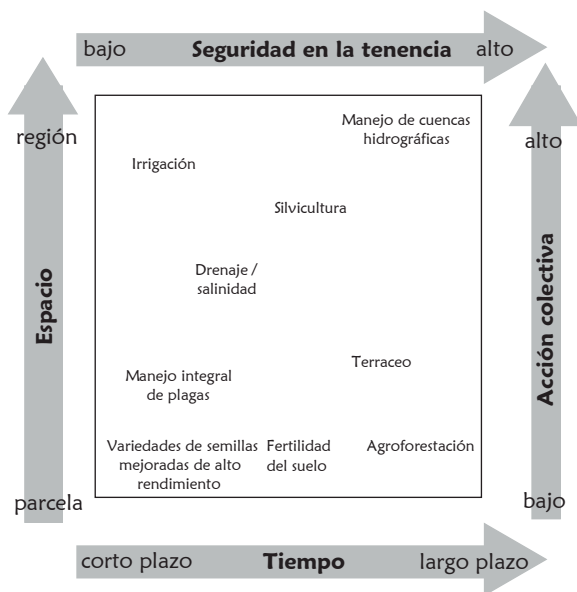 bajo Seguridad en la tenencia alto
región
alto
Manejo de cuencas
hidrográficas
Irrigación
Silvicultura
Drenaje /
salinidad
Espacio
Acción colectiva
Terraceo
Manejo integral
de plagas
Variedades de semillas
mejoradas de alto
rendimiento
Fertilidad
del suelo
Agroforestación
parcela
bajo
corto plazo Tiempo largo plazo